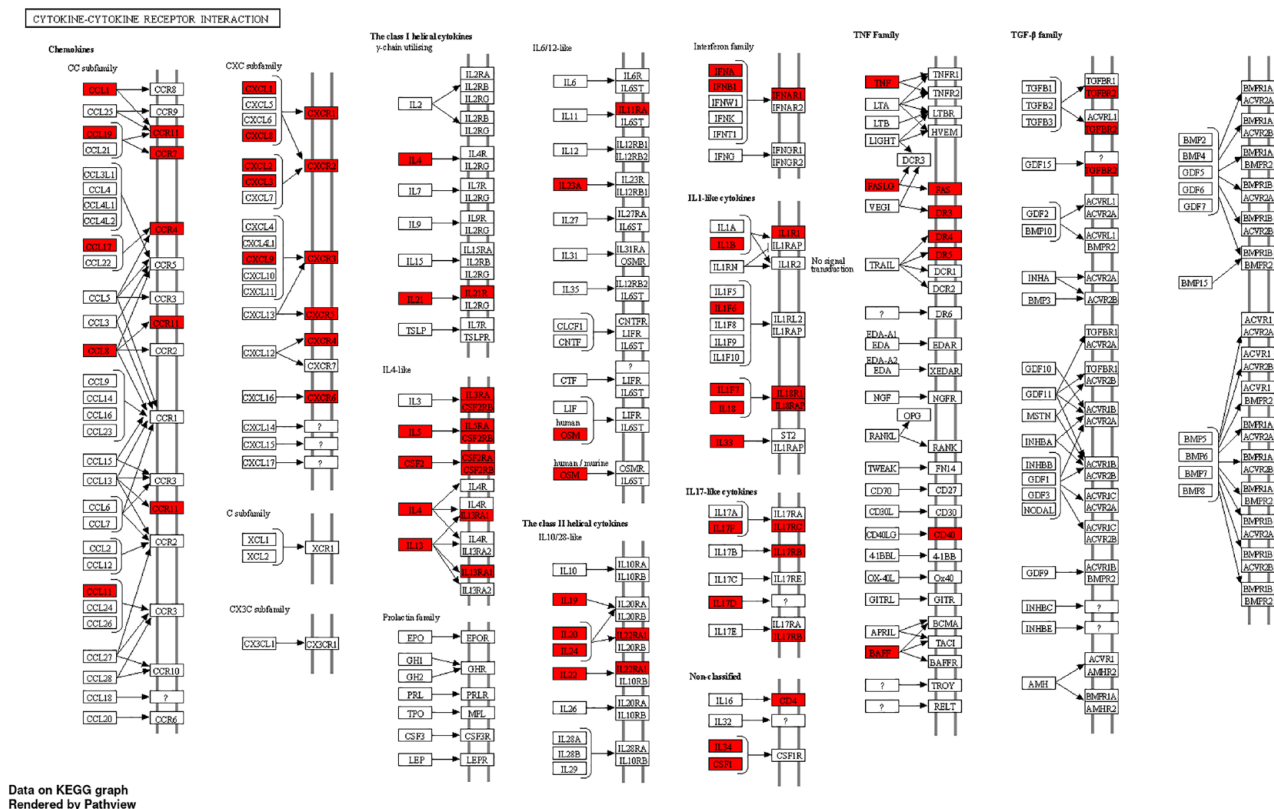 CYTOKINE-CYTOKINE RECEPTOR INTERACTION
Chemokines
CC subfamily
CCL1
CCR8
CCL25
CCR9
CCR11
CCL19
CCL21
CCR7
CCL3L1
CCL4
CCL4L1
CCL4L2
CCR4
CCL17
CCL22
CCR5
CCL5
CCR3
CCL3
CCR11
CCL8
CCR2
CCL9
CCL14
CCL16
CCL23
CCR1
CCL15
CCL13
CCR3
CCL6
CCL7
CCR11
CCR2
CCL2
CCL12
CCL11
CCL24
CCL26
CCR3
CCL27
CCL28
CCR10
CCL18
?
CCL20
CCR6
CXC subfamily
CXCL1
CXCL5
CXCL6
CXCL8
CXCR1
CXCL2
CXCL3
CXCL7
CXCR2
CXCL4
CXCL4L1
CXCL9
CXCL10
CXCL11
CXCR3
CXCL13
CXCR5
CXCL12
CXCR4
CXCR7
CXCL16
CXCR6
CXCL14
?
CXCL15
?
CXCL17
?
C subfamily
XCL1
XCL2
XCR1
CX3C subfamily
CX3CL1
CX3CR1
The class I helical cytokines
γ-chain utilising
IL2
IL2RA
IL2RB
IL2RG
IL2RB
IL2RG
IL4
IL4R
IL2RG
IL7
IL7R
IL2RG
IL9
IL9R
IL2RG
IL15
IL15RA
IL2RB
IL2RG
IL21
IL21R
IL2RG
TSLP
IL7R
TSLPR
IL4-like
IL3
IL3RA
CSF2RB
IL5
IL5RA
CSF2RB
CSF2
CSF2RA
CSF2RB
IL4R
IL4
IL4R
IL13RA1
IL13
IL4R
IL13RA2
IL13RA1
IL13RA2
Prolactin family
EPO
EPOR
GH1
GH2
GHR
PRL
PRLR
TPO
MPL
CSF3
CSF3R
LEP
LEPR
IL6/12-like
IL6
IL6R
IL6ST
IL11
IL11RA
IL6ST
IL12
IL12RB1
IL12RB2
IL23A
IL23R
IL12RB1
IL27
IL27RA
IL6ST
IL31
IL31RA
OSMR
IL35
IL12RB2
IL6ST
CLCF1
CNTF
CNTFR
LIFR
IL6ST
CTF
?
LIFR
IL6ST
LIF
human
OSM
LIFR
IL6ST
human / murine
OSM
OSMR
IL6ST
The class II helical cytokines
IL10/28-like
IL10
IL10RA
IL10RB
IL19
IL20RA
IL20RB
IL20
IL24
IL22RA1
IL20RB
IL22
IL22RA1
IL10RB
IL26
IL20RA
IL10RB
IL28A
IL28B
IL29
IL28RA
IL10RB
Interferon family
IFNA
IFNB1
IFNW1
IFNK
IFNT1
IFNAR1
IFNAR2
IFNG
IFNGR1
IFNGR2
IL1-like cytokines
IL1A
IL1B
IL1R1
IL1RAP
IL1RN
IL1R2
No signal
transduction
IL1F5
IL1F6
IL1F8
IL1F9
IL1F10
IL1RL2
IL1RAP
IL1F7
IL18
IL18R1
IL18RAP
IL33
ST2
IL1RAP
IL17-like cytokines
IL17A
IL17F
IL17RA
IL17RC
IL17B
IL17RB
IL17C
IL17RE
IL17D
?
IL17E
IL17RA
IL17RB
Non-classified
IL16
CD4
IL32
?
IL34
CSF1
CSF1R
TNF Family
TNF
TNFR1
TNFR2
LTA
LTB
LTBR
LIGHT
HVEM
DCR3
FASLG
FAS
VEGI
DR3
DR4
DR5
TRAIL
DCR1
DCR2
?
DR6
EDA-A1
EDA
EDAR
EDA-A2
EDA
XEDAR
NGF
NGFR
OPG
RANKL
RANK
TWEAK
FN14
CD70
CD27
CD30L
CD30
CD40LG
CD40
4-1BBL
4-1BB
OX-40L
Ox40
GITRL
GITR
APRIL
BCMA
TACI
BAFF
BAFFR
?
TROY
?
RELT
TGF-β family
TGFB1
TGFB2
TGFB3
TGFBR1
TGFBR2
ACVRL1
TGFBR2
GDF15
?
TGFBR2
GDF2
BMP10
ACVRL1
ACVR2A
ACVRL1
BMPR2
INHA
ACVR2A
BMP3
ACVR2B
GDF10
TGFBR1
ACVR2A
TGFBR1
ACVR2B
GDF11
MSTN
ACVR1B
ACVR2A
INHBA
INHBB
GDF1
GDF3
NODAL
ACVR1B
ACVR2B
ACVR1C
ACVR2A
ACVR1C
ACVR2B
GDF9
ACVR1B
BMPR2
INHBC
?
INHBE
?
AMH
ACVR1
AMHR2
BMPR1A
AMHR2
BMP2
BMP4
GDF5
GDF6
GDF7
BMPR1A
ACVR2A
BMPR1A
ACVR2B
BMPR1A
BMPR2
BMPR1B
ACVR2A
BMPR1B
ACVR2B
BMPR1B
BMPR2
BMP15
BMP5
BMP6
BMP7
BMP8
ACVR1
ACVR2A
ACVR1
ACVR2B
ACVR1
BMPR2
BMPR1A
ACVR2A
BMPR1A
ACVR2B
BMPR1A
BMPR2
BMPR1B
ACVR2A
BMPR1B
ACVR2B
BMPR1B
BMPR2
Data on KEGG graph
Rendered by Pathview